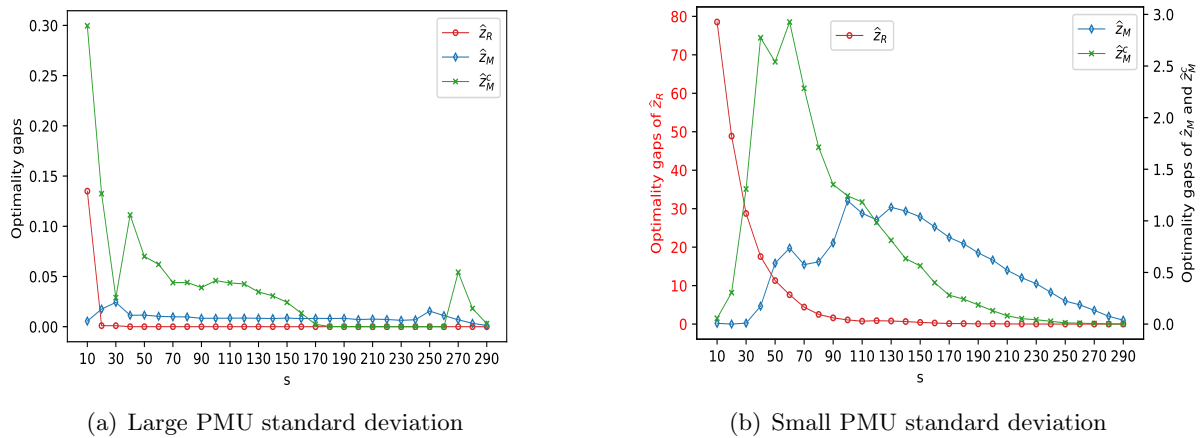 0.30
0.25
0.20
0.15
0.10
0.05
0.00
Optimality gaps
10 30 50 70 90 110 130 150 170 190 210 230 250 270 290
s
ẑ_R
ẑ_M
ẑ_M^c
(a) Large PMU standard deviation
80
70
60
50
40
30
20
10
0
Optimality gaps of ẑ_R
ẑ_R
ẑ_M
ẑ_M^c
3.0
2.5
2.0
1.5
1.0
0.5
0.0
Optimality gaps of ẑ_M and ẑ_M^c
10 30 50 70 90 110 130 150 170 190 210 230 250 270 290
s
(b) Small PMU standard deviation